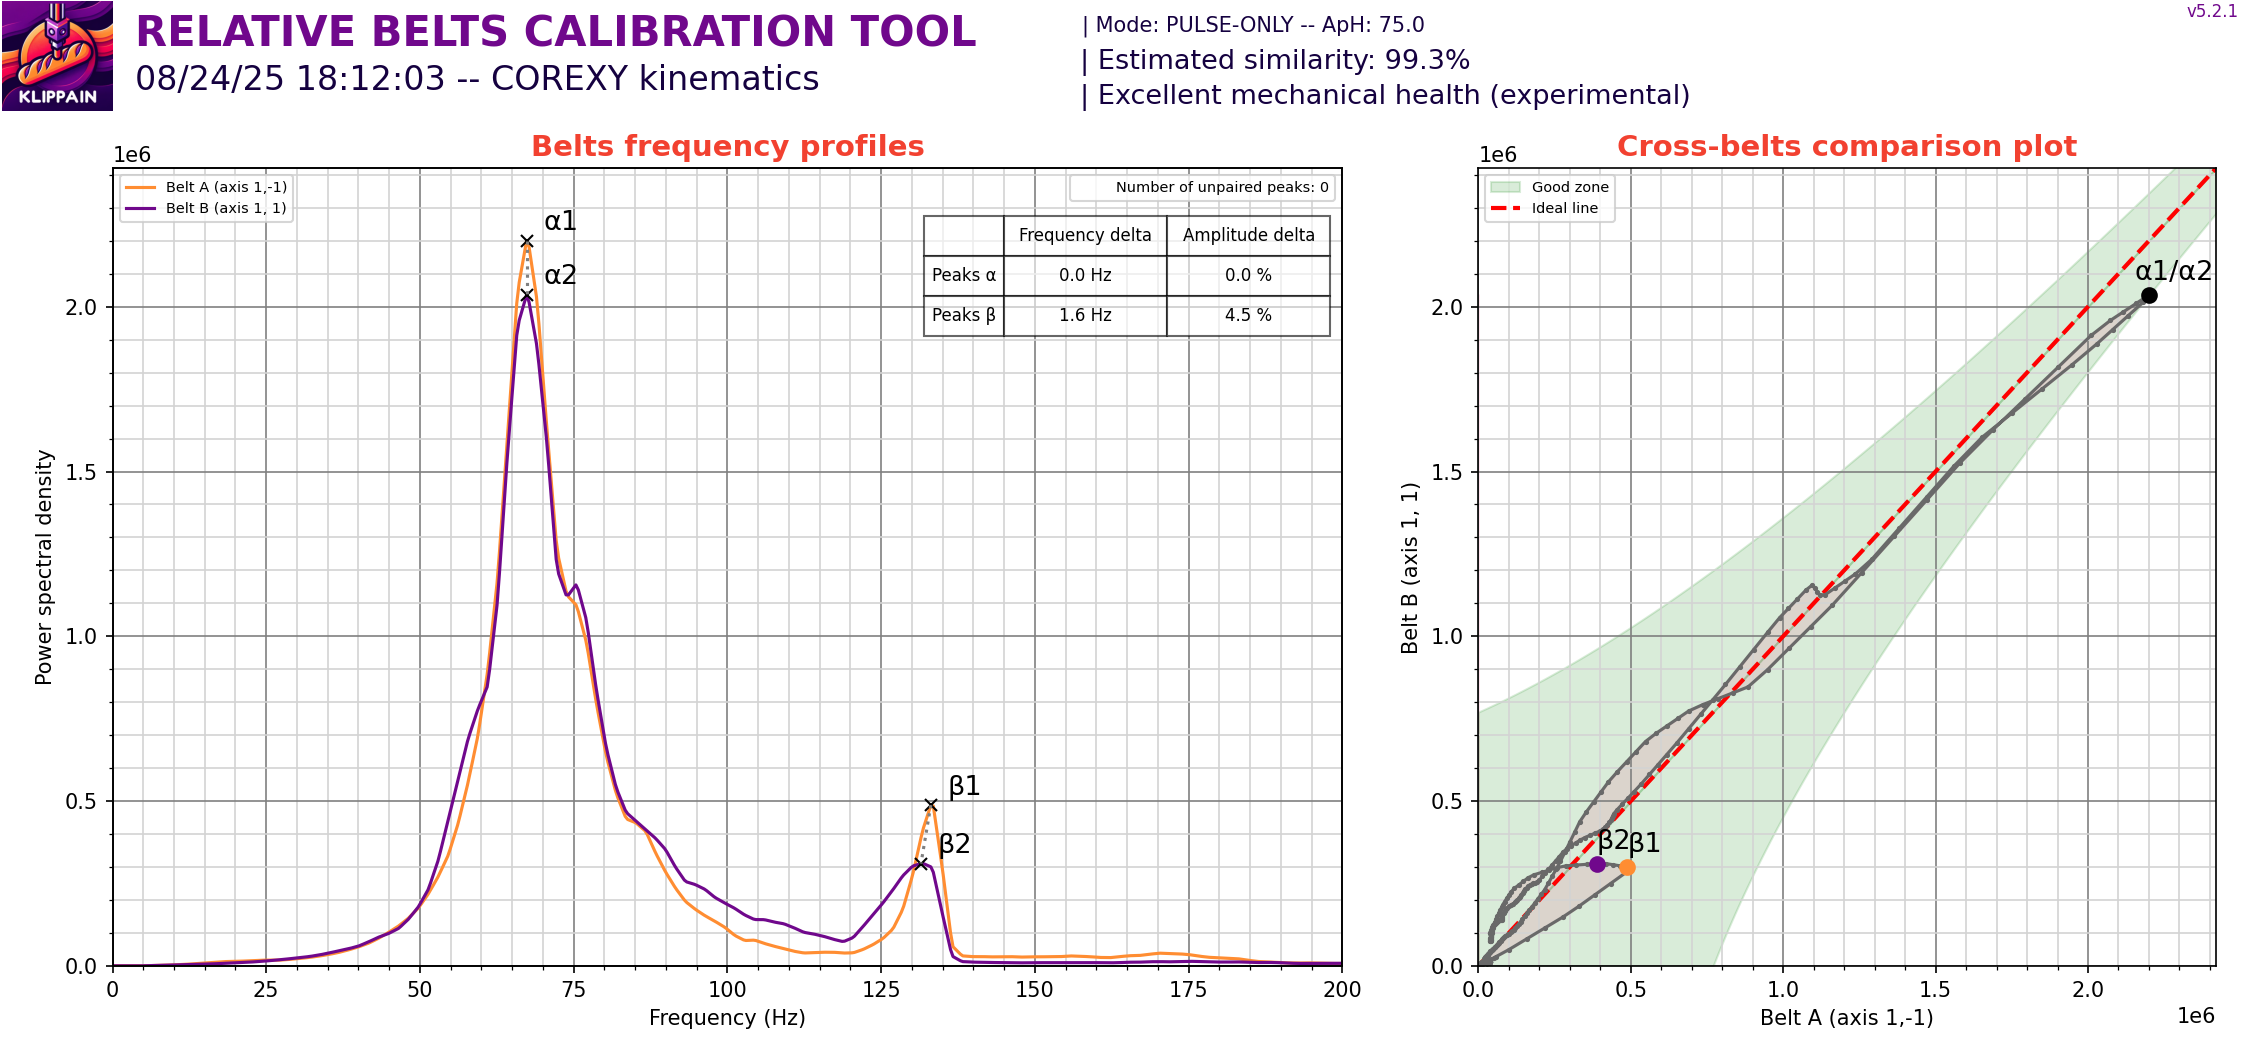 KLIPPAIN
RELATIVE BELTS CALIBRATION TOOL
08/24/25 18:12:03 -- COREXY kinematics
| Mode: PULSE-ONLY -- ApH: 75.0
| Estimated similarity: 99.3%
| Excellent mechanical health (experimental)
v5.2.1
Belts frequency profiles
1e6
Belt A (axis 1,-1)
Belt B (axis 1, 1)
Number of unpaired peaks: 0
Frequency delta Amplitude delta
Peaks α 0.0 Hz 0.0 %
Peaks β 1.6 Hz 4.5 %
α1
α2
β1
β2
Power spectral density
2.0
1.5
1.0
0.5
0.0
0 25 50 75 100 125 150 175 200
Frequency (Hz)
Cross-belts comparison plot
1e6
Good zone
Ideal line
α1/α2
β2 β1
Belt B (axis 1, 1)
2.0
1.5
1.0
0.5
0.0
0.0 0.5 1.0 1.5 2.0
Belt A (axis 1,-1)
1e6